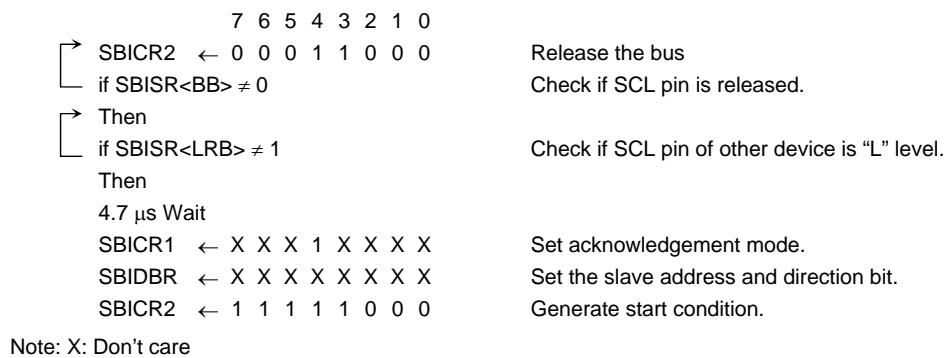 7 6 5 4 3 2 1 0
SBICR2 ← 0 0 0 1 1 0 0 0 Release the bus
if SBISR<BB> ≠ 0 Check if SCL pin is released.
Then
if SBISR<LRB> ≠ 1 Check if SCL pin of other device is “L” level.
Then
4.7 μs Wait
SBICR1 ← X X X 1 X X X X Set acknowledgement mode.
SBIDBR ← X X X X X X X X Set the slave address and direction bit.
SBICR2 ← 1 1 1 1 1 0 0 0 Generate start condition.
Note: X: Don’t care